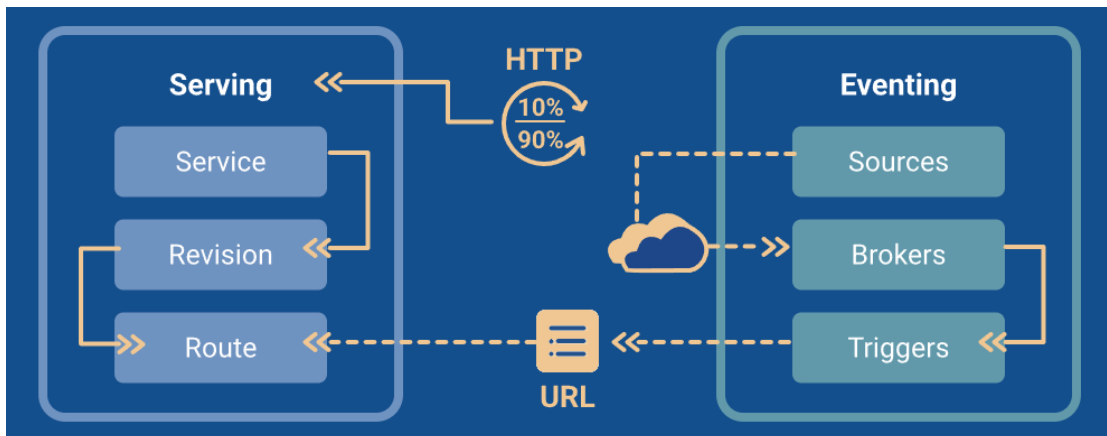 HTTP
10%
90%
Serving
Service
Revision
Route
URL
Eventing
Sources
Brokers
Triggers